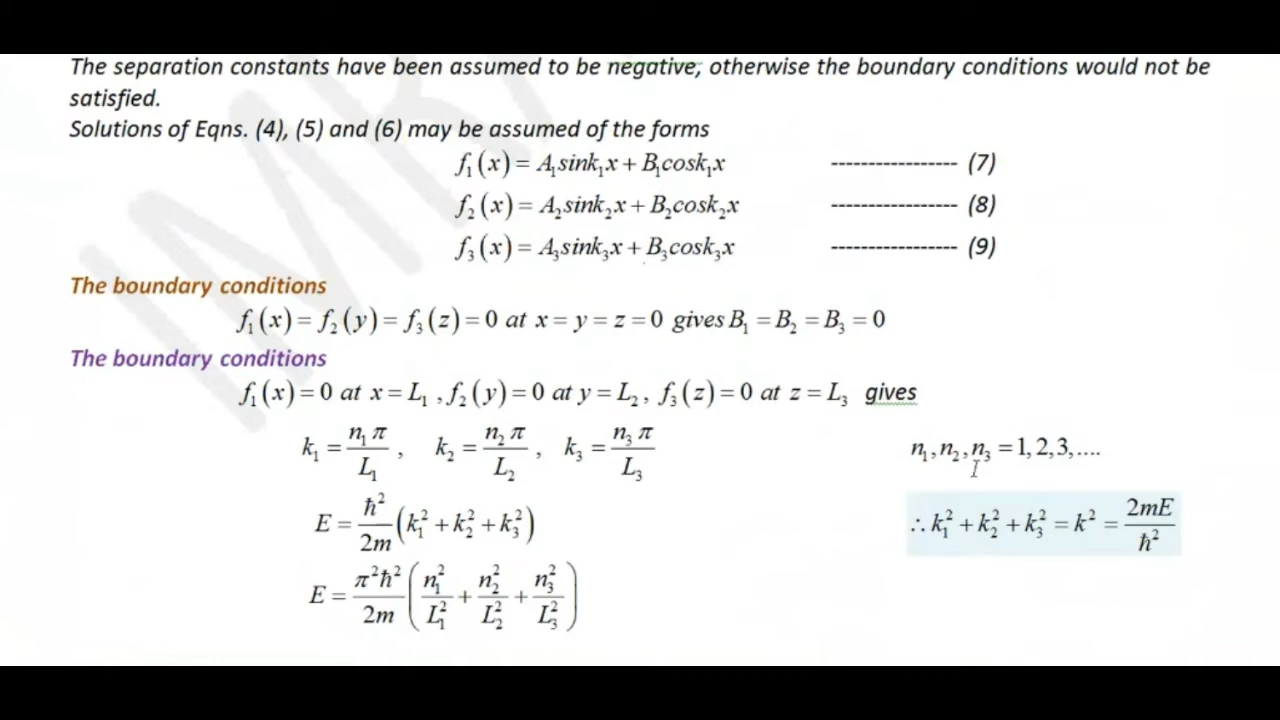 The separation constants have been assumed to be negative, otherwise the boundary conditions would not be
satisfied.
Solutions of Eqns. (4), (5) and (6) may be assumed of the forms
f₁(x) = A₁sink₁x + B₁cosk₁x ----------------- (7)
f₂(x) = A₂sink₂x + B₂cosk₂x ----------------- (8)
f₃(x) = A₃sink₃x + B₃cosk₃x ----------------- (9)
The boundary conditions
f₁(x) = f₂(y) = f₃(z) = 0 at x = y = z = 0 gives B₁ = B₂ = B₃ = 0
The boundary conditions
f₁(x) = 0 at x = L₁ , f₂(y) = 0 at y = L₂, f₃(z) = 0 at z = L₃ gives
k₁ = n₁π/L₁ , k₂ = n₂π/L₂ , k₃ = n₃π/L₃ n₁, n₂, n₃ = 1, 2, 3, ....
E = ħ²/2m (k₁² + k₂² + k₃²) ∴ k₁² + k₂² + k₃² = k² = 2mE/ħ²
E = π²ħ²/2m (n₁²/L₁² + n₂²/L₂² + n₃²/L₃²)